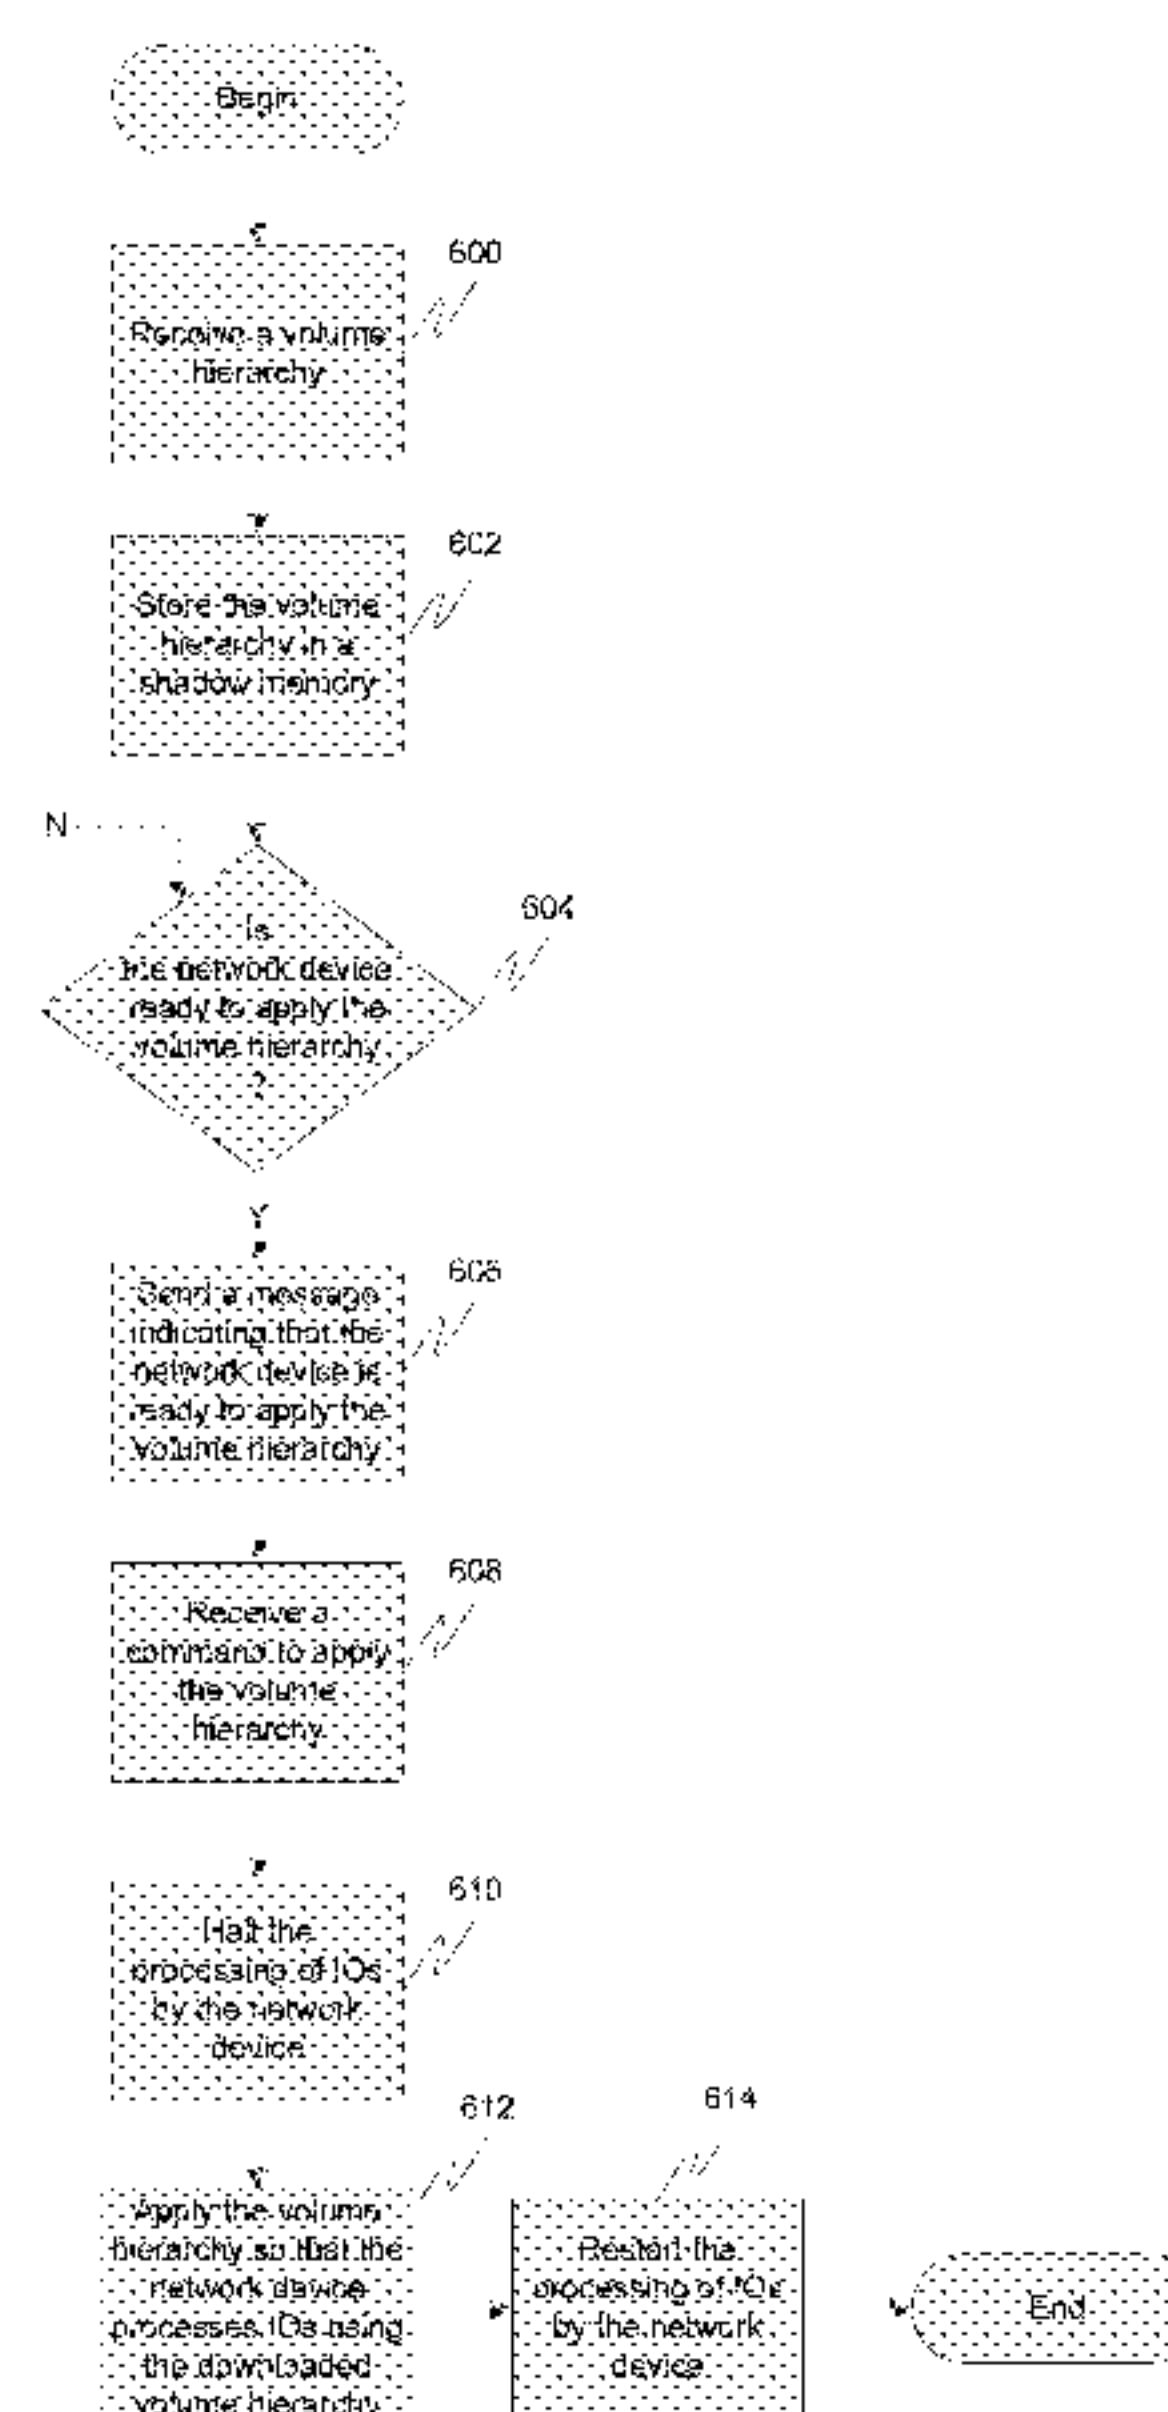 Begin
600
Receive a volume
hierarchy
602
Store the volume
hierarchy in a
shadow memory
N
604
Is
the network device
ready to apply the
volume hierarchy
?
Y
606
Send a message
indicating that the
network device is
ready to apply the
volume hierarchy
608
Receive a
command to apply
the volume
hierarchy
610
Halt the
processing of IOs
by the network
device
612
Apply the volume
hierarchy so that the
network device
processes IOs using
the downloaded
volume hierarchy
614
Restart the
processing of IOs
by the network
device
End